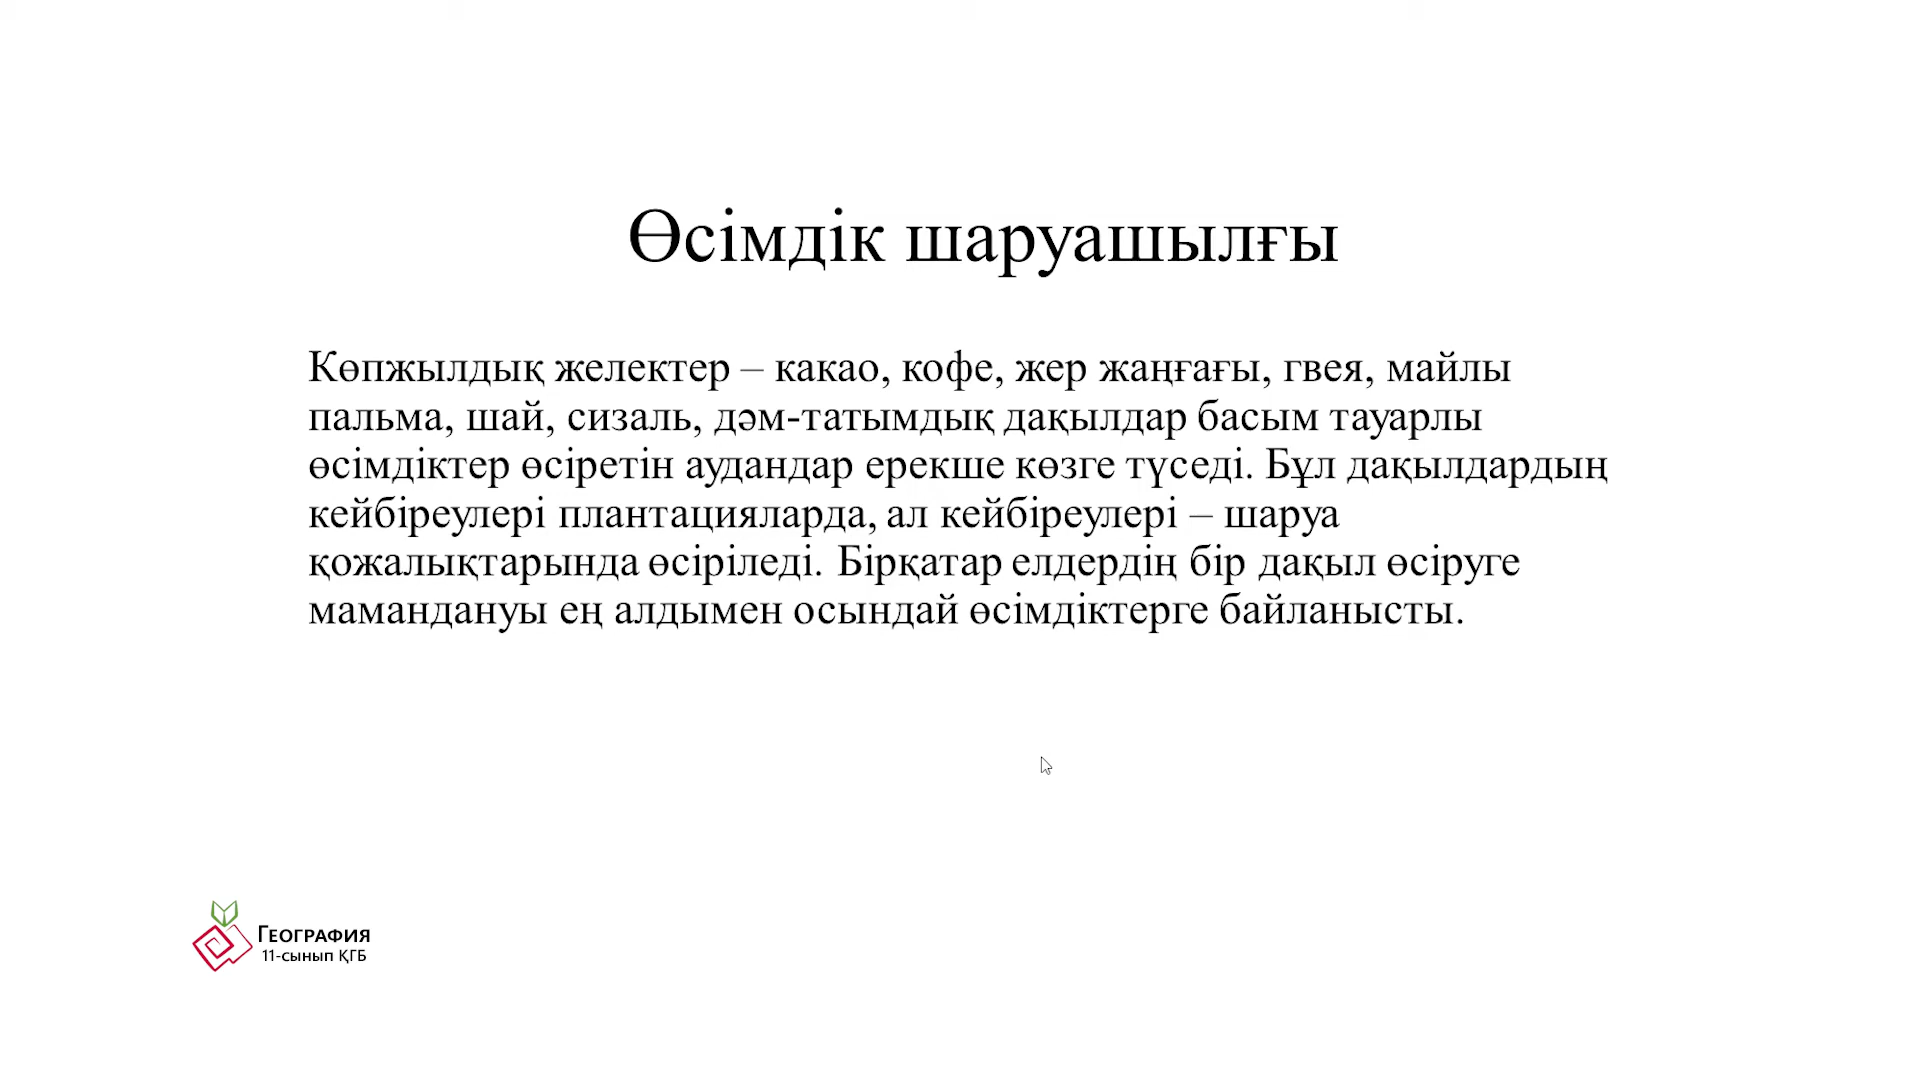 Өсімдік шаруашылғы
Көпжылдық желектер – какао, кофе, жер жаңғағы, гвея, майлы
пальма, шай, сизаль, дәм-татымдық дақылдар басым тауарлы
өсімдіктер өсіретін аудандар ерекше көзге түседі. Бұл дақылдардың
кейбіреулері плантацияларда, ал кейбіреулері – шаруа
қожалықтарында өсіріледі. Бірқатар елдердің бір дақыл өсіруге
мамандануы ең алдымен осындай өсімдіктерге байланысты.
География
11-сынып ҚГБ